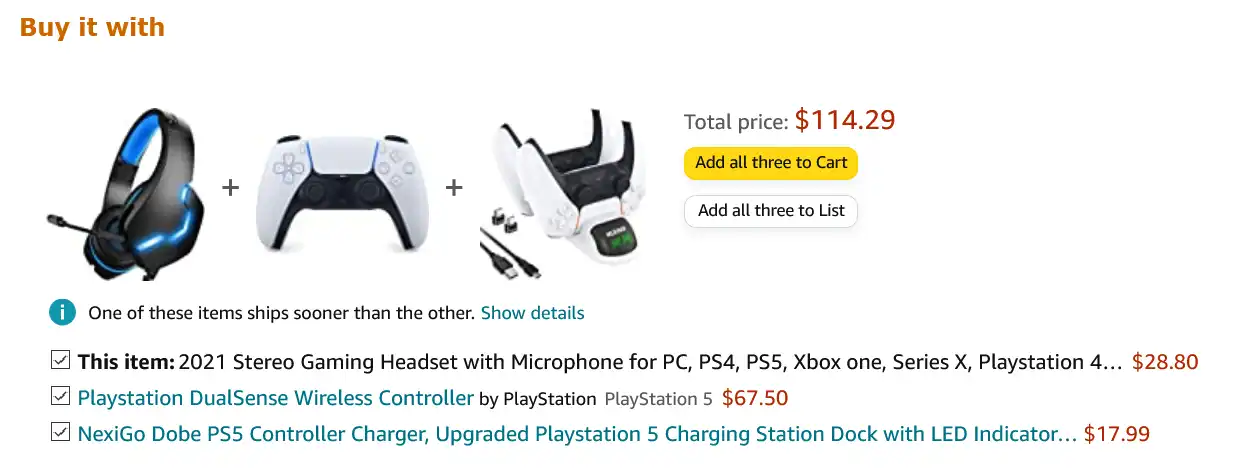 Buy it with
+ +
Total price: $114.29
Add all three to Cart
Add all three to List
i One of these items ships sooner than the other. Show details
This item: 2021 Stereo Gaming Headset with Microphone for PC, PS4, PS5, Xbox one, Series X, Playstation 4… $28.80
Playstation DualSense Wireless Controller by PlayStation PlayStation 5 $67.50
NexiGo Dobe PS5 Controller Charger, Upgraded Playstation 5 Charging Station Dock with LED Indicator… $17.99